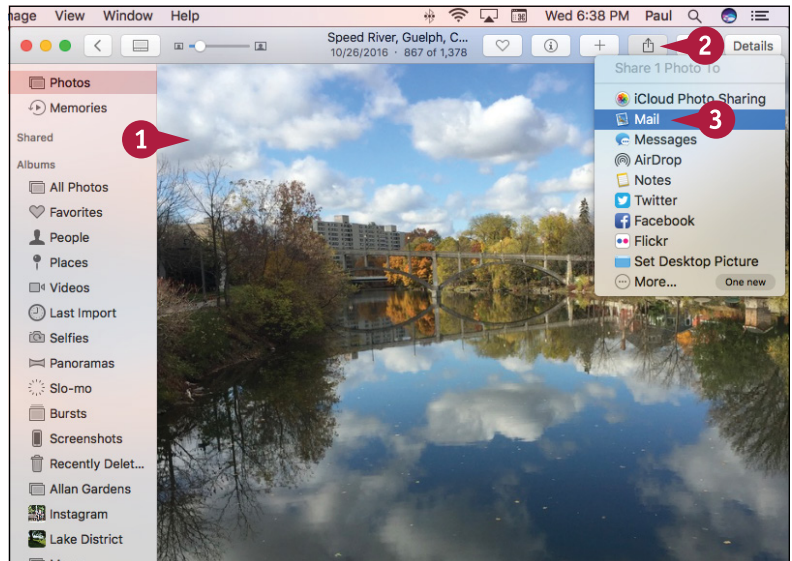 nage View Window Help
Wed 6:38 PM Paul
Speed River, Guelph, C...
10/26/2016 · 867 of 1,378
Details
2
Share 1 Photo To
iCloud Photo Sharing
Mail
3
Messages
AirDrop
Notes
Twitter
Facebook
Flickr
Set Desktop Picture
More...
One new
1
Photos
Memories
Shared
Albums
All Photos
Favorites
People
Places
Videos
Last Import
Selfies
Panoramas
Slo-mo
Bursts
Screenshots
Recently Delet...
Allan Gardens
Instagram
Lake District